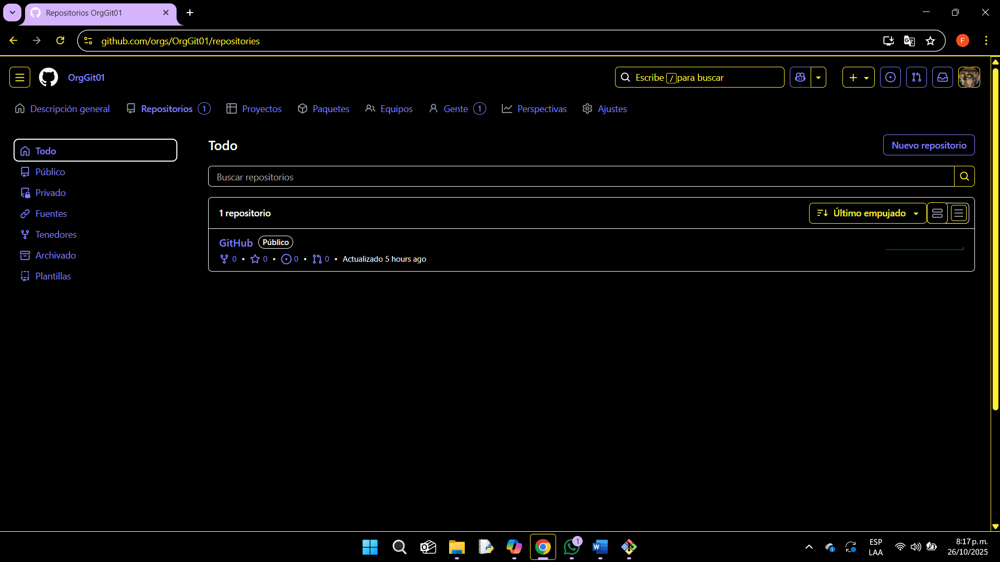 Repositorios OrgGit01
github.com/orgs/OrgGit01/repositories
F
OrgGit01
Escribe / para buscar
Descripción general
Repositorios 1
Proyectos
Paquetes
Equipos
Gente 1
Perspectivas
Ajustes
Todo
Público
Privado
Fuentes
Tenedores
Archivado
Plantillas
Todo
Nuevo repositorio
Buscar repositorios
1 repositorio
Último empujado
GitHub Público
0 • 0 • 0 • 0 • Actualizado 5 hours ago
1
ESP
LAA
8:17 p. m.
26/10/2025